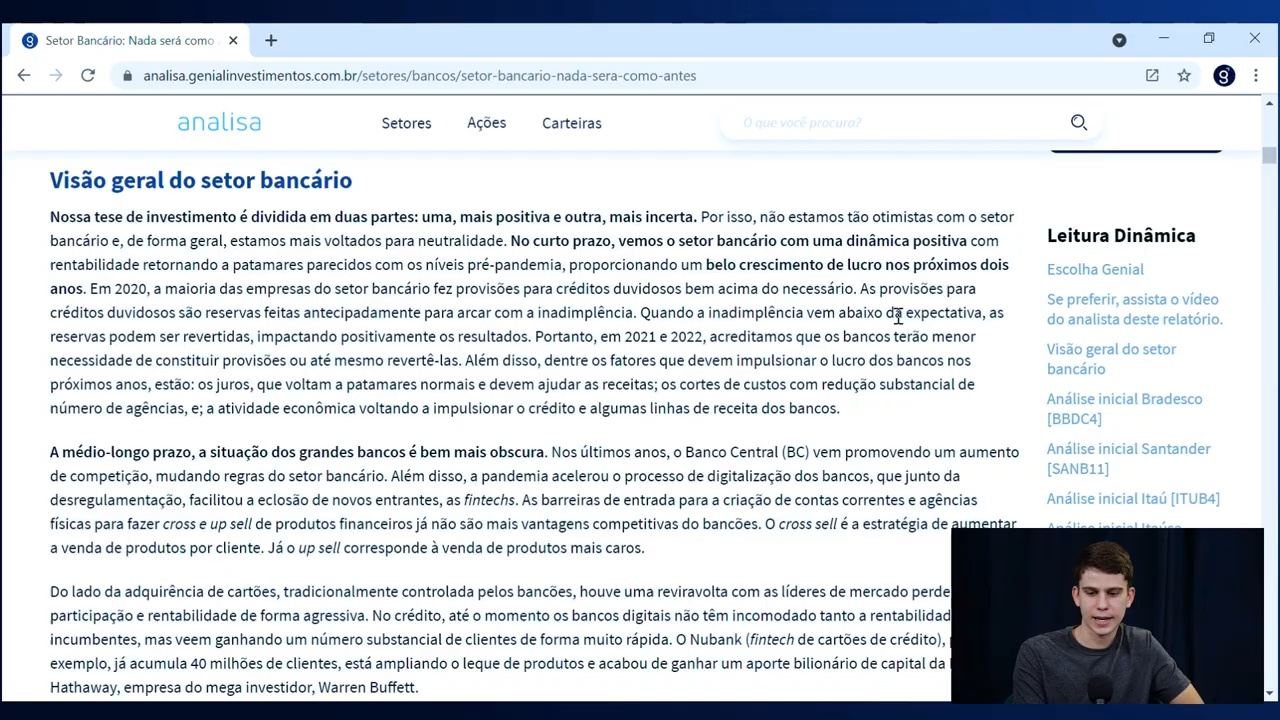 Setor Bancário: Nada será como
analisa.genialinvestimentos.com.br/setores/bancos/setor-bancario-nada-sera-como-antes
analisa
Setores
Ações
Carteiras
O que você procura?
Visão geral do setor bancário
Nossa tese de investimento é dividida em duas partes: uma, mais positiva e outra, mais incerta. Por isso, não estamos tão otimistas com o setor
bancário e, de forma geral, estamos mais voltados para neutralidade. No curto prazo, vemos o setor bancário com uma dinâmica positiva com
rentabilidade retornando a patamares parecidos com os níveis pré-pandemia, proporcionando um belo crescimento de lucro nos próximos dois
anos. Em 2020, a maioria das empresas do setor bancário fez provisões para créditos duvidosos bem acima do necessário. As provisões para
créditos duvidosos são reservas feitas antecipadamente para arcar com a inadimplência. Quando a inadimplência vem abaixo da expectativa, as
reservas podem ser revertidas, impactando positivamente os resultados. Portanto, em 2021 e 2022, acreditamos que os bancos terão menor
necessidade de constituir provisões ou até mesmo revertê-las. Além disso, dentre os fatores que devem impulsionar o lucro dos bancos nos
próximos anos, estão: os juros, que voltam a patamares normais e devem ajudar as receitas; os cortes de custos com redução substancial de
número de agências, e; a atividade econômica voltando a impulsionar o crédito e algumas linhas de receita dos bancos.
A médio-longo prazo, a situação dos grandes bancos é bem mais obscura. Nos últimos anos, o Banco Central (BC) vem promovendo um aumento
de competição, mudando regras do setor bancário. Além disso, a pandemia acelerou o processo de digitalização dos bancos, que junto da
desregulamentação, facilitou a eclosão de novos entrantes, as fintechs. As barreiras de entrada para a criação de contas correntes e agências
físicas para fazer cross e up sell de produtos financeiros já não são mais vantagens competitivas do bancões. O cross sell é a estratégia de aumentar
a venda de produtos por cliente. Já o up sell corresponde à venda de produtos mais caros.
Do lado da adquirência de cartões, tradicionalmente controlada pelos bancões, houve uma reviravolta com as líderes de mercado perde
participação e rentabilidade de forma agressiva. No crédito, até o momento os bancos digitais não têm incomodado tanto a rentabilidad
incumbentes, mas veem ganhando um número substancial de clientes de forma muito rápida. O Nubank (fintech de cartões de crédito),
exemplo, já acumula 40 milhões de clientes, está ampliando o leque de produtos e acabou de ganhar um aporte bilionário de capital da
Hathaway, empresa do mega investidor, Warren Buffett.
Leitura Dinâmica
Escolha Genial
Se preferir, assista o vídeo
do analista deste relatório.
Visão geral do setor
bancário
Análise inicial Bradesco
[BBDC4]
Análise inicial Santander
[SANB11]
Análise inicial Itaú [ITUB4]
Análise inicial Itaúsa